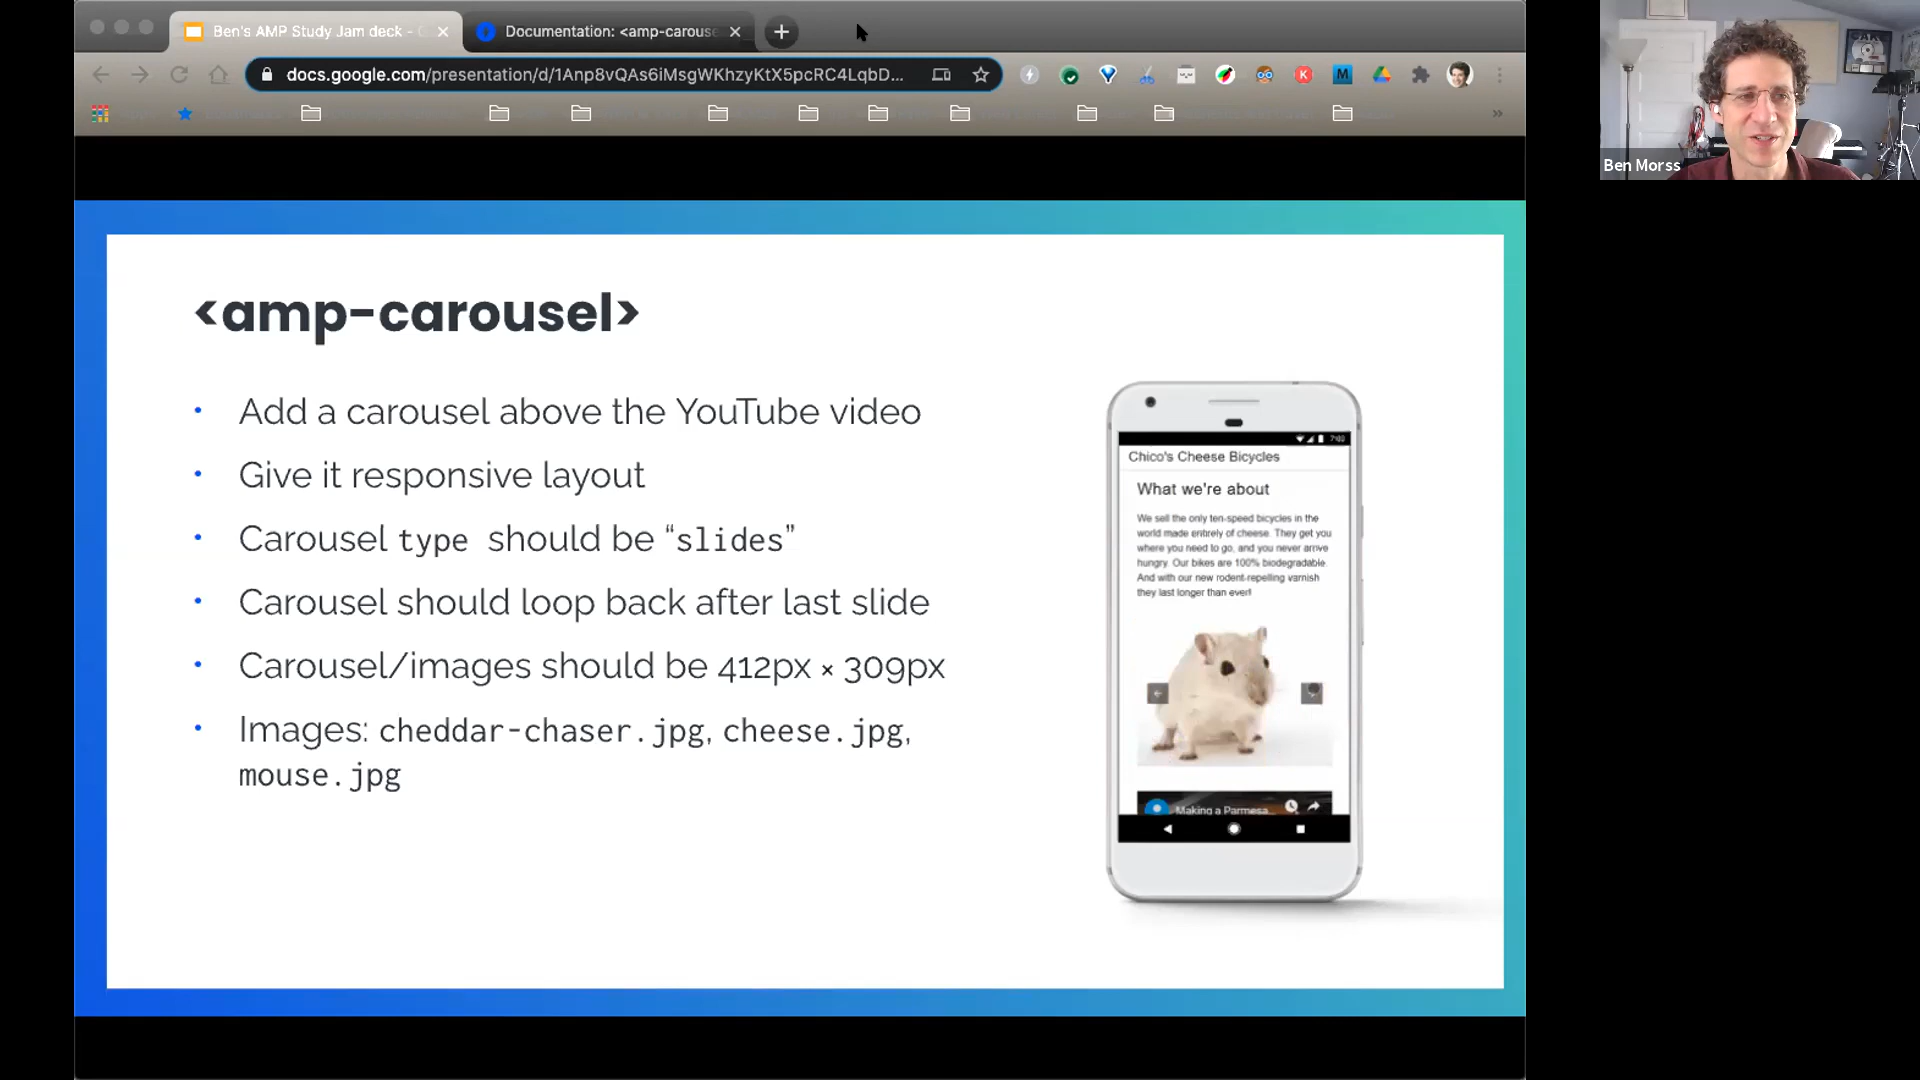 Ben's AMP Study Jam deck -
Documentation: <amp-carouse
docs.google.com/presentation/d/1Anp8vQAs6iMsgWKhzyKtX5pcRC4LqbD...
K
M
Ben Morss
<amp-carousel>
• Add a carousel above the YouTube video
• Give it responsive layout
• Carousel type should be “slides”
• Carousel should loop back after last slide
• Carousel/images should be 412px × 309px
• Images: cheddar-chaser.jpg, cheese.jpg,
mouse.jpg
7:00
Chico's Cheese Bicycles
What we're about
We sell the only ten-speed bicycles in the
world made entirely of cheese. They get you
where you need to go, and you never arrive
hungry. Our bikes are 100% biodegradable.
And with our new rodent-repelling varnish
they last longer than ever!
Making a Parmesa...